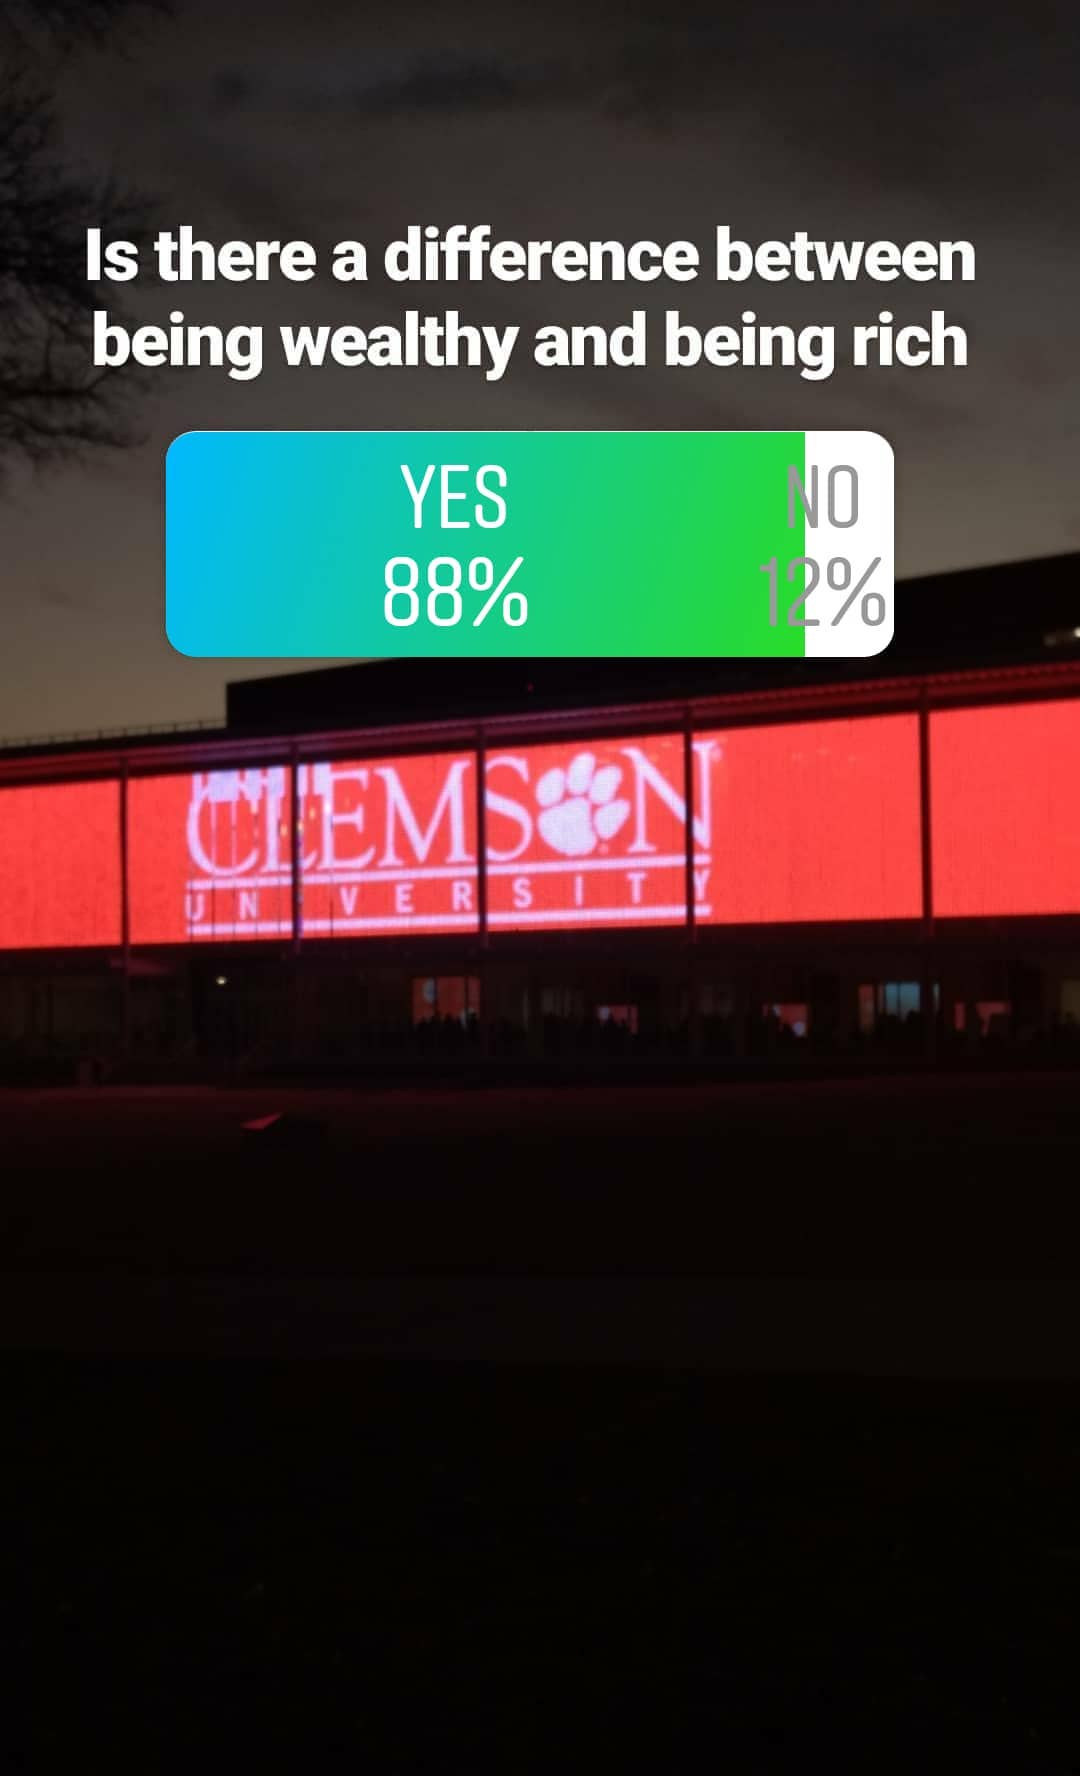 Is there a difference between
being wealthy and being rich
YES NO
88% 12%
CLEMSON
UNIVERSITY